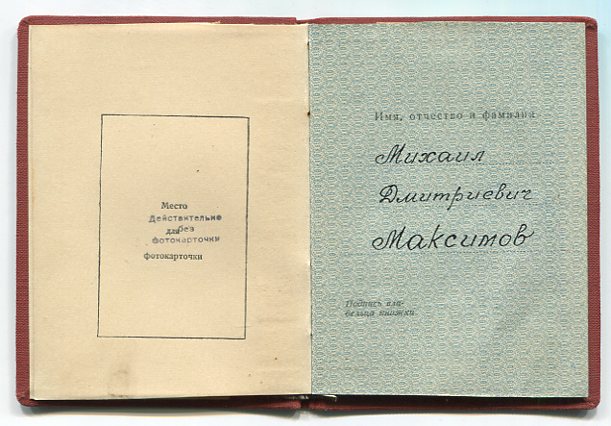 Место
Действительно
для
без
фотокарточки
фотокарточки
Имя, отчество и фамилия
Михаил
Дмитриевич
Максимов
Подпись вла-
дельца книжки